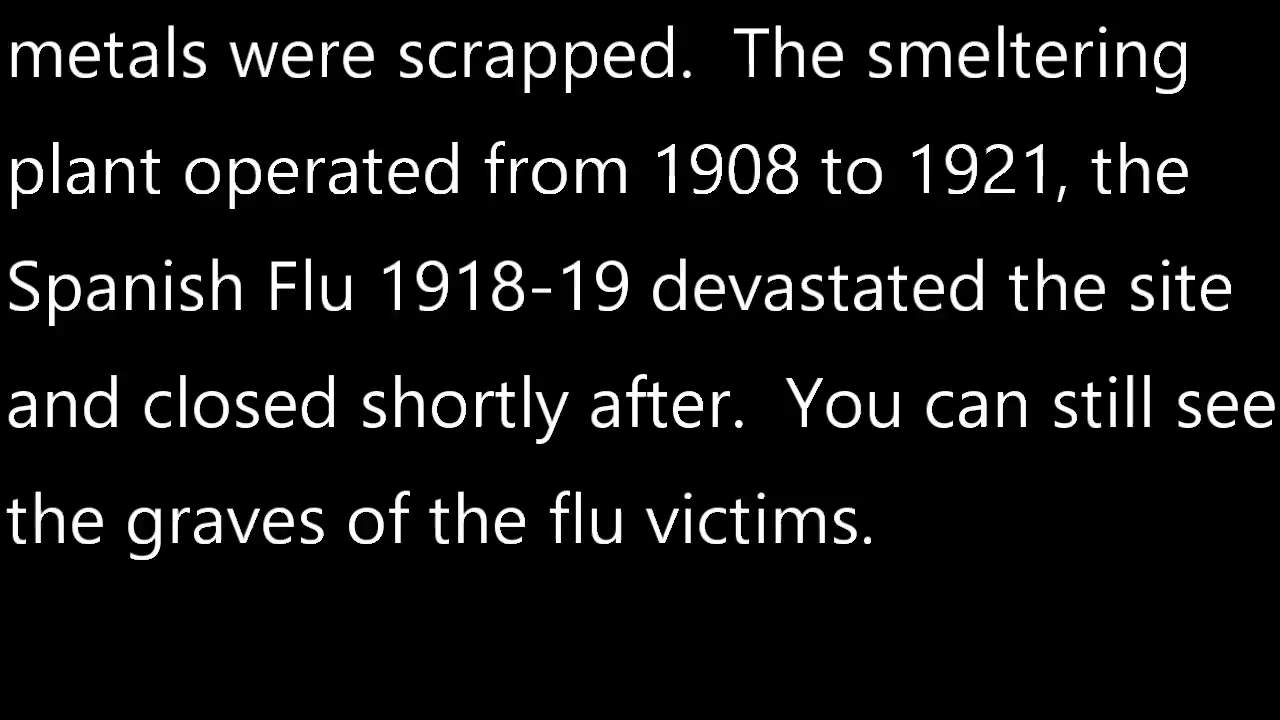 metals were scrapped.  The smeltering
plant operated from 1908 to 1921, the
Spanish Flu 1918-19 devastated the site
and closed shortly after.  You can still see
the graves of the flu victims.